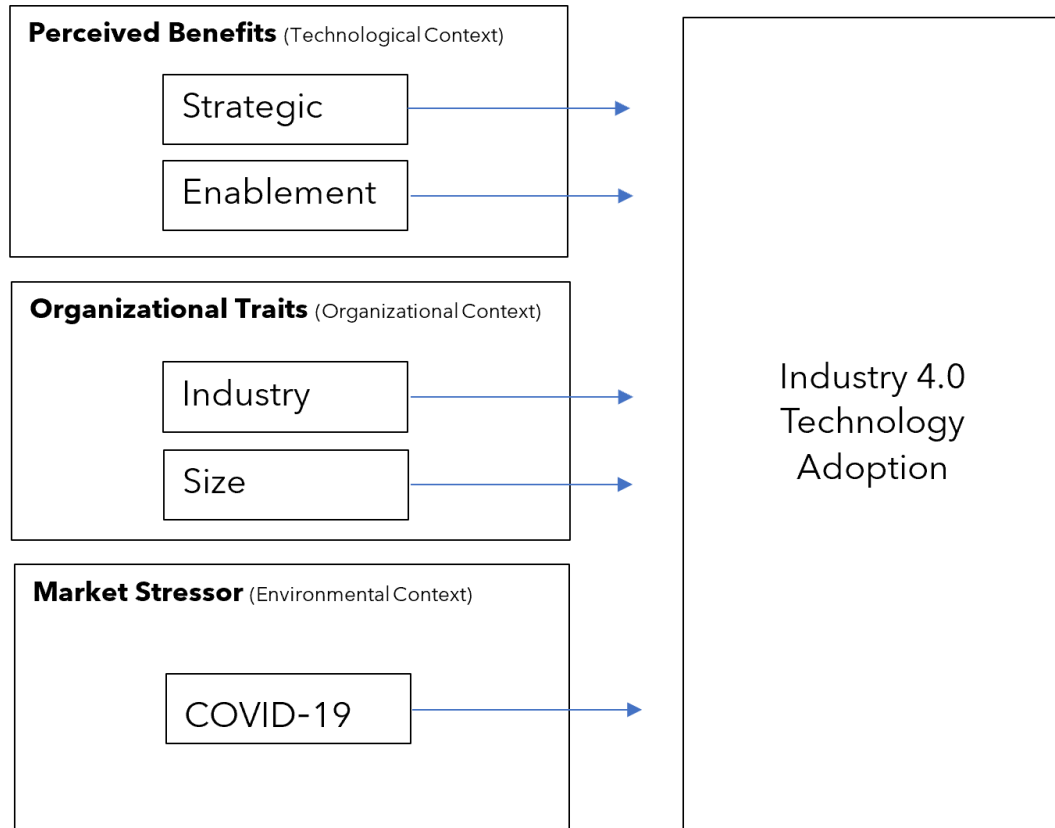 Perceived Benefits (Technological Context)
Strategic
Enablement
Organizational Traits (Organizational Context)
Industry
Size
Market Stressor (Environmental Context)
COVID-19
Industry 4.0
Technology
Adoption